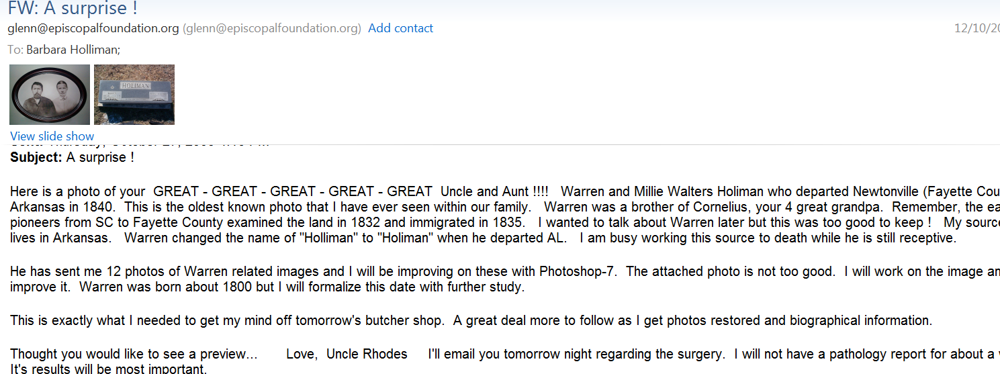 FW: A surprise !
glenn@episcopalfoundation.org (glenn@episcopalfoundation.org) Add contact 12/10/20
To: Barbara Holliman;
HOLIMAN
View slide show
Subject: A surprise !
Here is a photo of your GREAT - GREAT - GREAT - GREAT - GREAT Uncle and Aunt !!!! Warren and Millie Walters Holiman who departed Newtonville (Fayette Cou
Arkansas in 1840. This is the oldest known photo that I have ever seen within our family. Warren was a brother of Cornelius, your 4 great grandpa. Remember, the ea
pioneers from SC to Fayette County examined the land in 1832 and immigrated in 1835. I wanted to talk about Warren later but this was too good to keep ! My source
lives in Arkansas. Warren changed the name of "Holliman" to "Holiman" when he departed AL. I am busy working this source to death while he is still receptive.
He has sent me 12 photos of Warren related images and I will be improving on these with Photoshop-7. The attached photo is not too good. I will work on the image an
improve it. Warren was born about 1800 but I will formalize this date with further study.
This is exactly what I needed to get my mind off tomorrow's butcher shop. A great deal more to follow as I get photos restored and biographical information.
Thought you would like to see a preview... Love, Uncle Rhodes I'll email you tomorrow night regarding the surgery. I will not have a pathology report for about a
It's results will be most important.